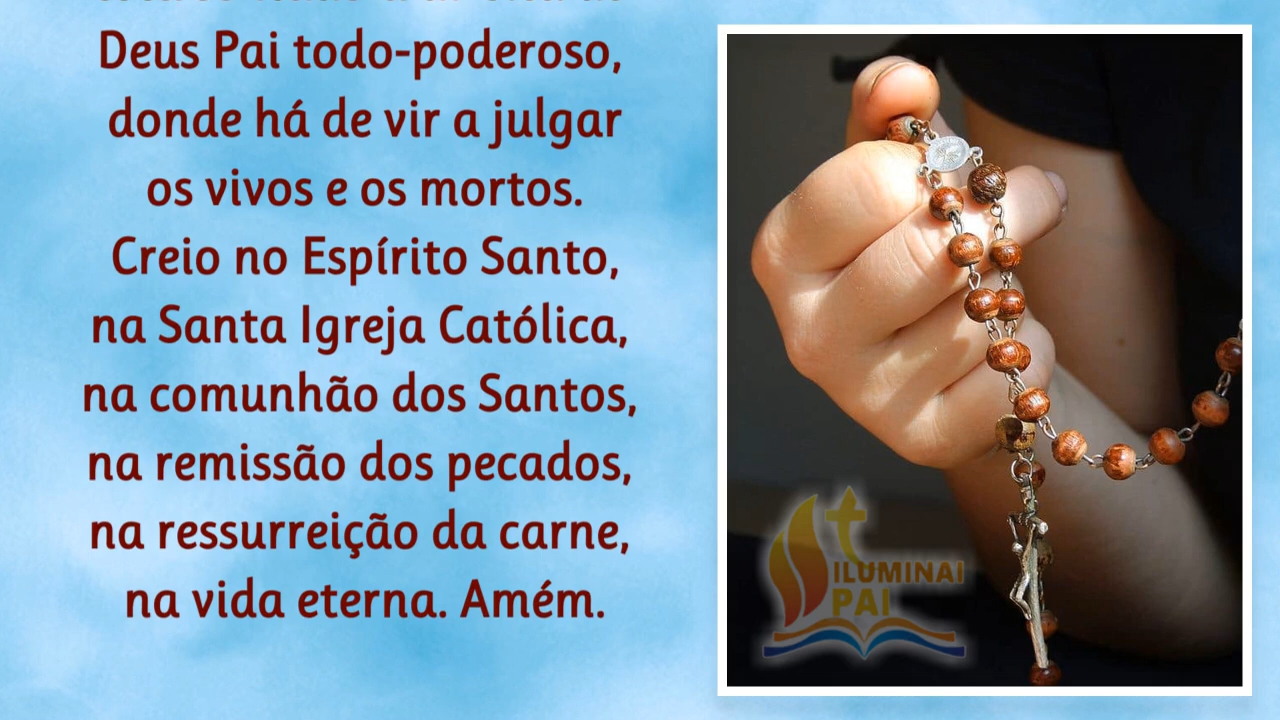 Deus Pai todo-poderoso,
donde há de vir a julgar
os vivos e os mortos.
Creio no Espírito Santo,
na Santa Igreja Católica,
na comunhão dos Santos,
na remissão dos pecados,
na ressurreição da carne,
na vida eterna. Amém.
ILUMINAI
PAI